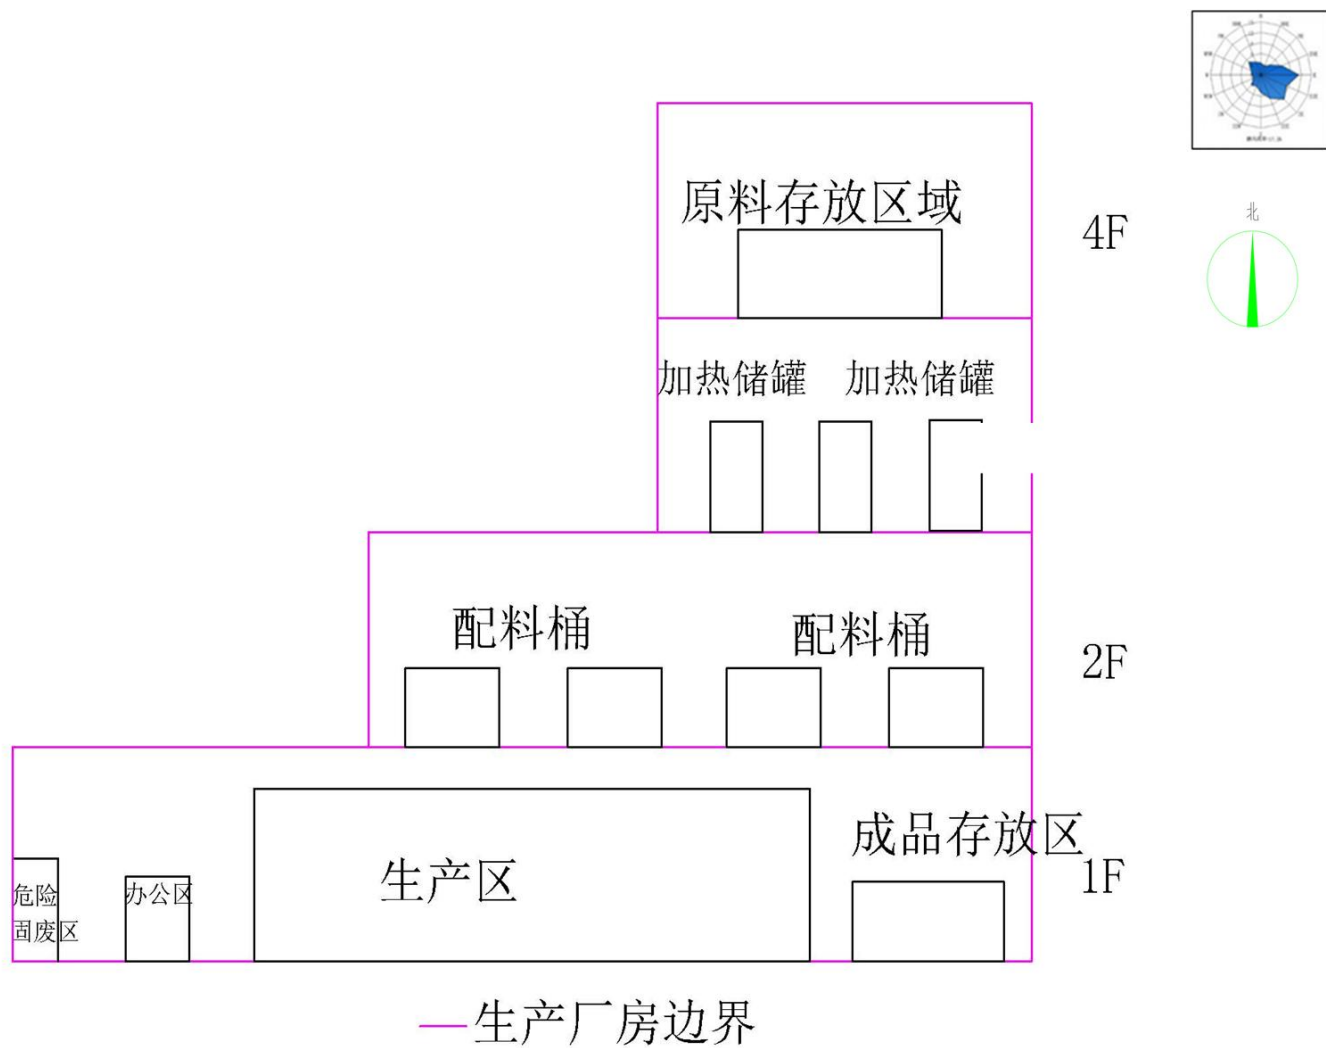 北
原料存放区域
4F
加热储罐 加热储罐
配料桶 配料桶
2F
成品存放区
生产区
1F
危险
固废区
办公区
生产厂房边界